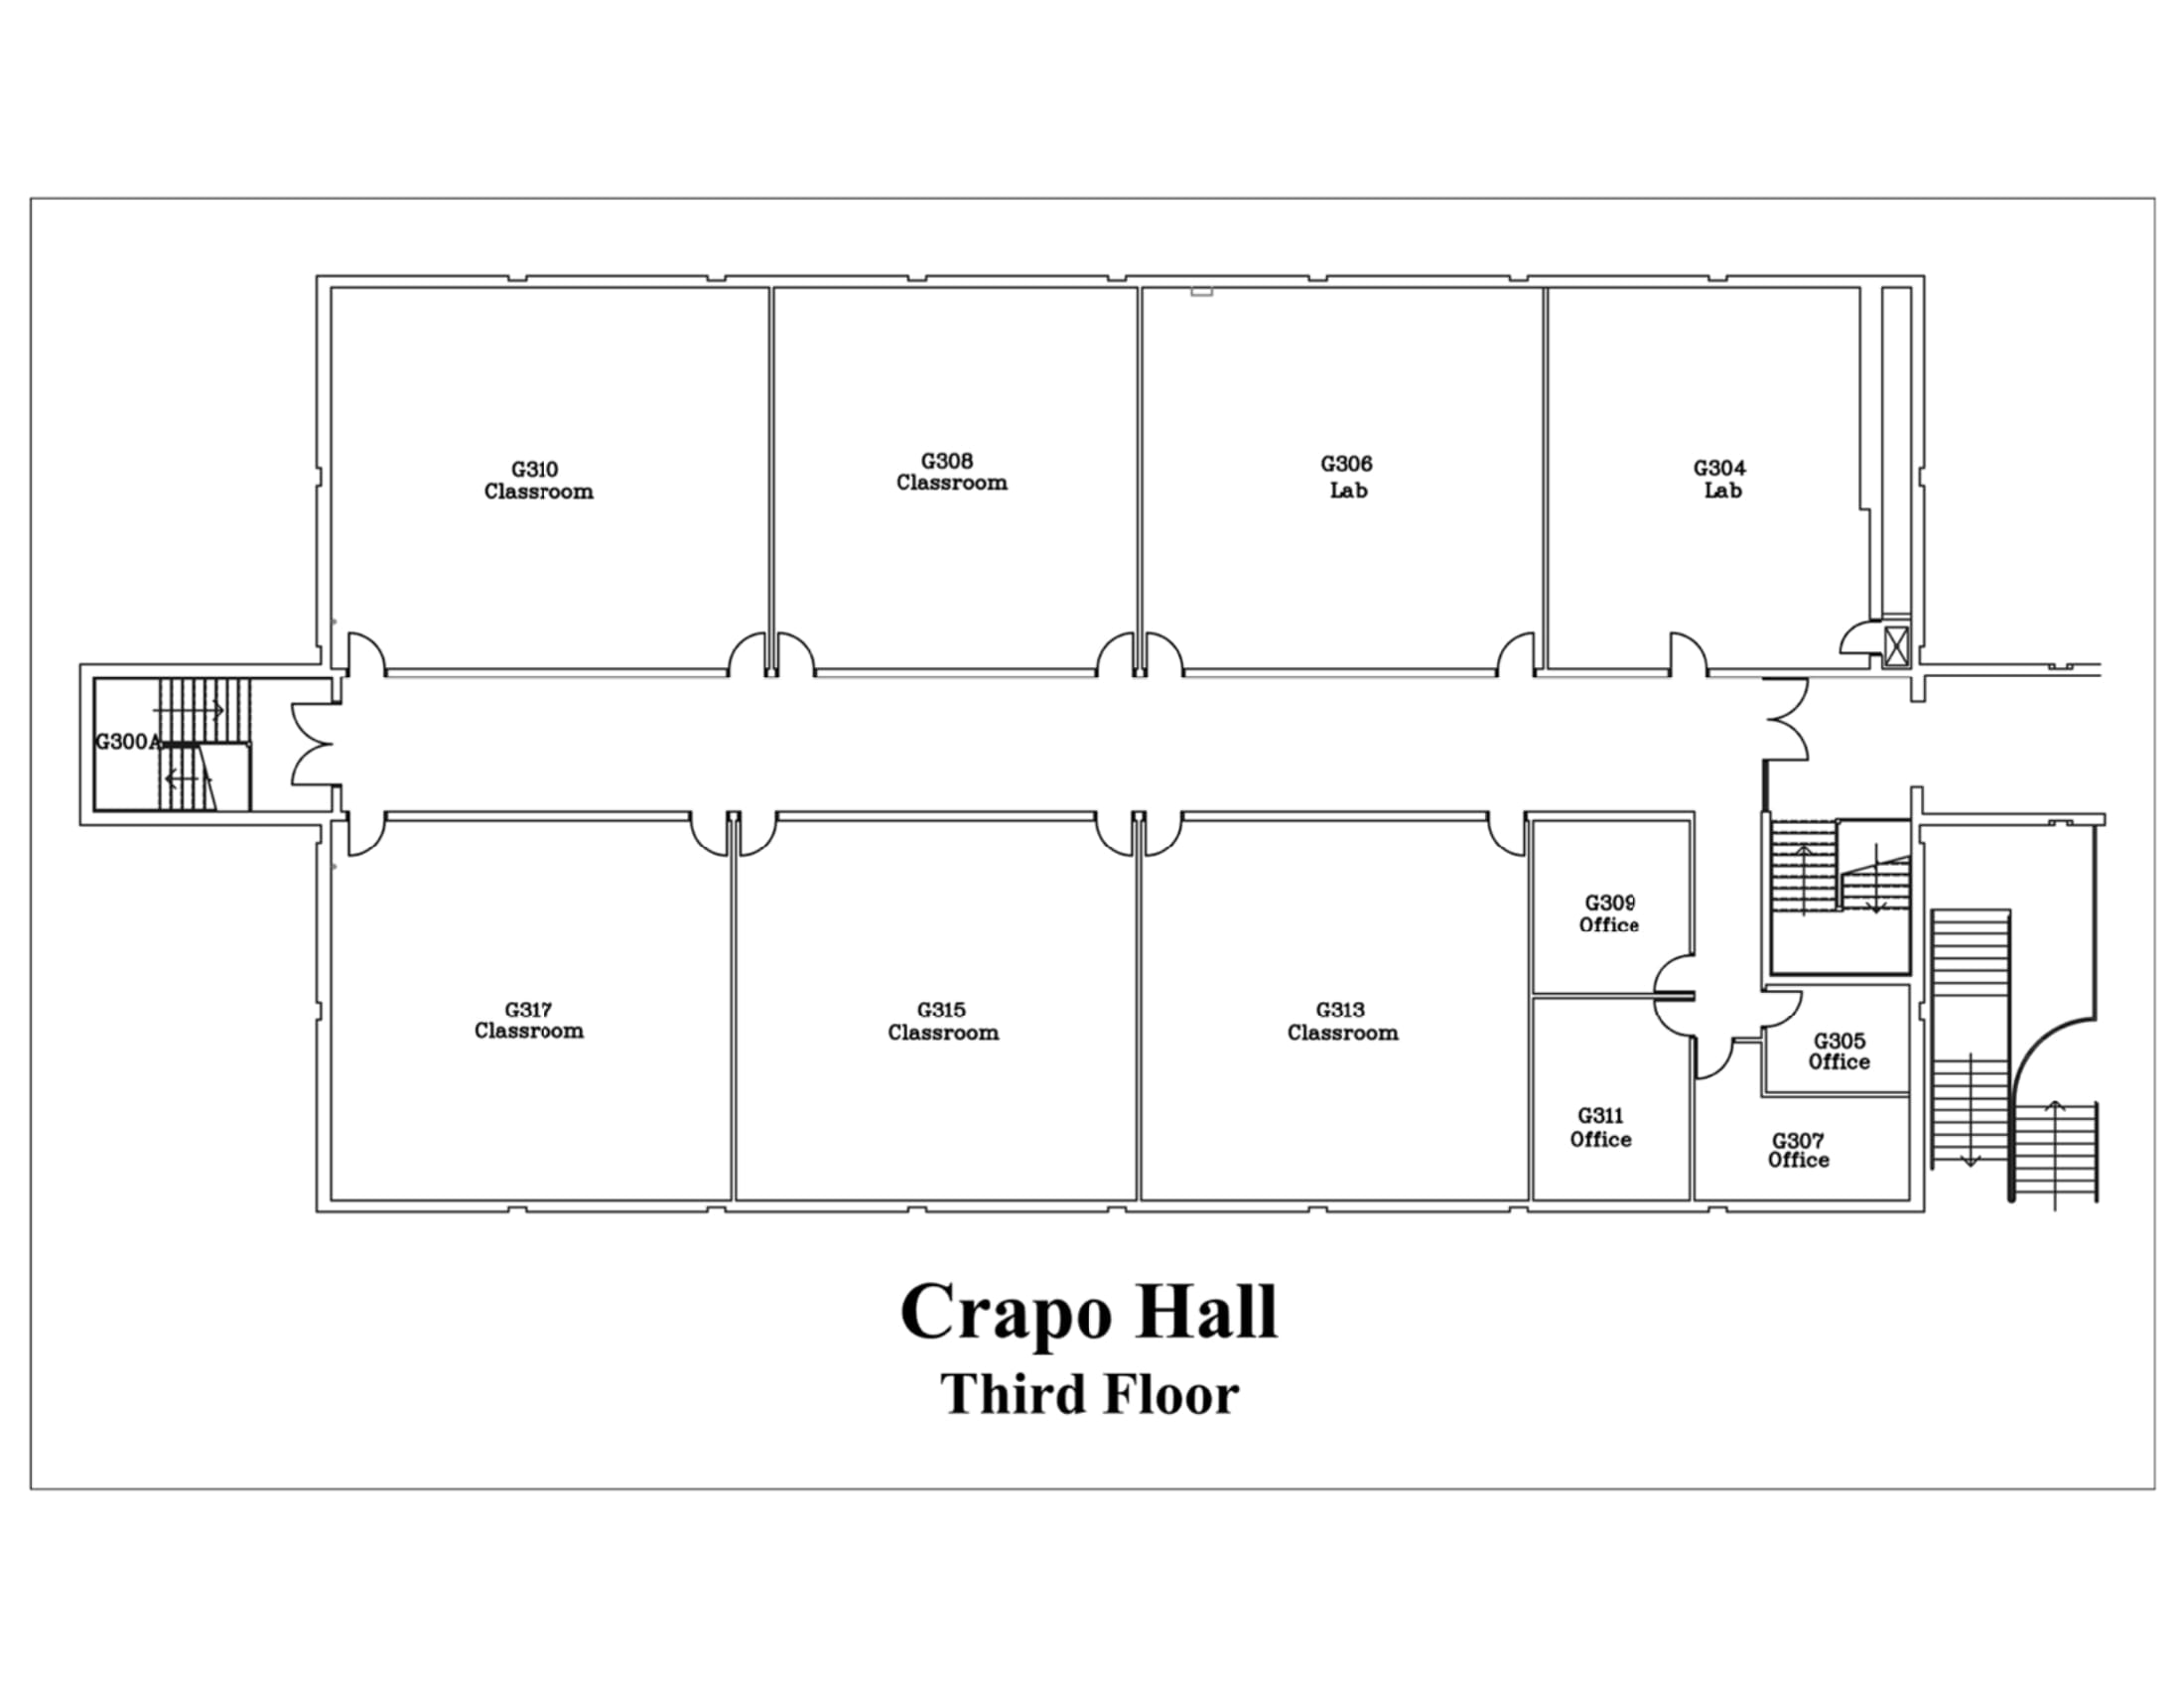 G310
Classroom
G308
Classroom
G306
Lab
G304
Lab
G300A
G309
Office
G317
Classroom
G315
Classroom
G313
Classroom
G305
Office
G311
Office
G307
Office
Crapo Hall
Third Floor